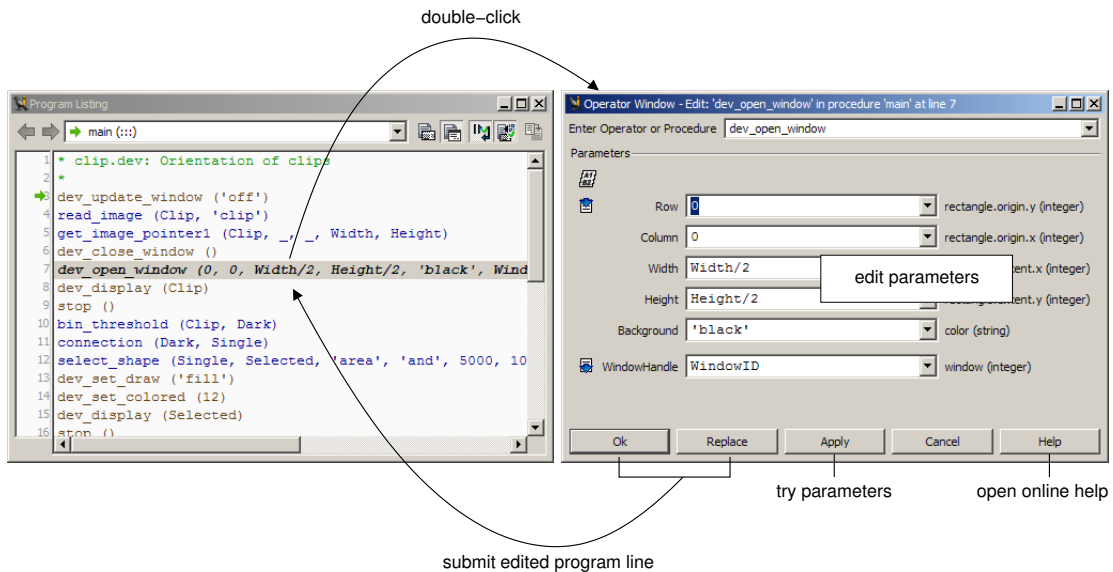 double−click
Program Listing
main (:::)
1 * clip.dev: Orientation of clips
2 *
3 dev_update_window ('off')
4 read_image (Clip, 'clip')
5 get_image_pointer1 (Clip, _, _, Width, Height)
6 dev_close_window ()
7 dev_open_window (0, 0, Width/2, Height/2, 'black', Wind
8 dev_display (Clip)
9 stop ()
10 bin_threshold (Clip, Dark)
11 connection (Dark, Single)
12 select_shape (Single, Selected, 'area', 'and', 5000, 10
13 dev_set_draw ('fill')
14 dev_set_colored (12)
15 dev_display (Selected)
16 stop ()
Operator Window - Edit: 'dev_open_window' in procedure 'main' at line 7
Enter Operator or Procedure dev_open_window
Parameters
Row 0 rectangle.origin.y (integer)
Column 0 rectangle.origin.x (integer)
Width Width/2 tent.x (integer)
edit parameters
Height Height/2 rectangle.extent.y (integer)
Background 'black' color (string)
WindowHandle WindowID window (integer)
Ok Replace Apply Cancel Help
try parameters open online help
submit edited program line